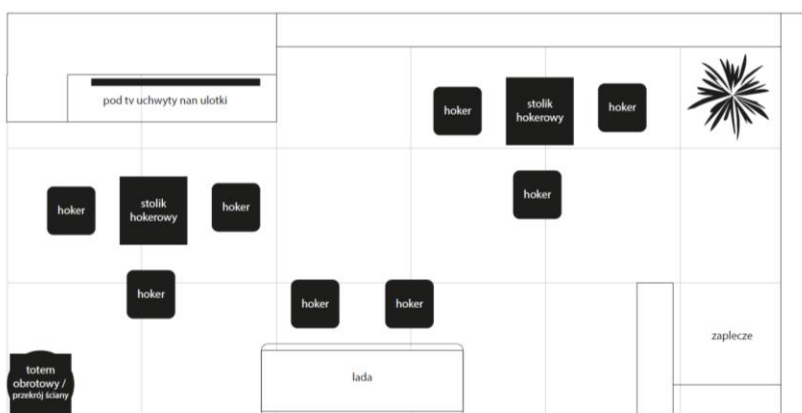 pod tv uchwyty nan ulotki
hoker
stolik
hokerowy
hoker
hoker
hoker
stolik
hokerowy
hoker
hoker
hoker
hoker
lada
zaplecze
totem
obrotowy /
przekrój ściany